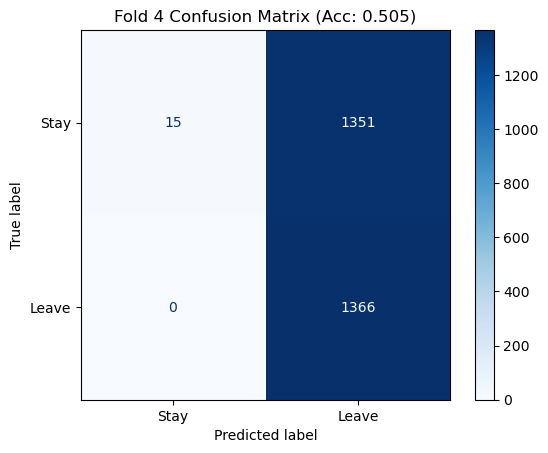 Fold 4 Confusion Matrix (Acc: 0.505)
Stay
15
1351
Leave
0
1366
Stay
Leave
Predicted label
True label
1200
1000
800
600
400
200
0